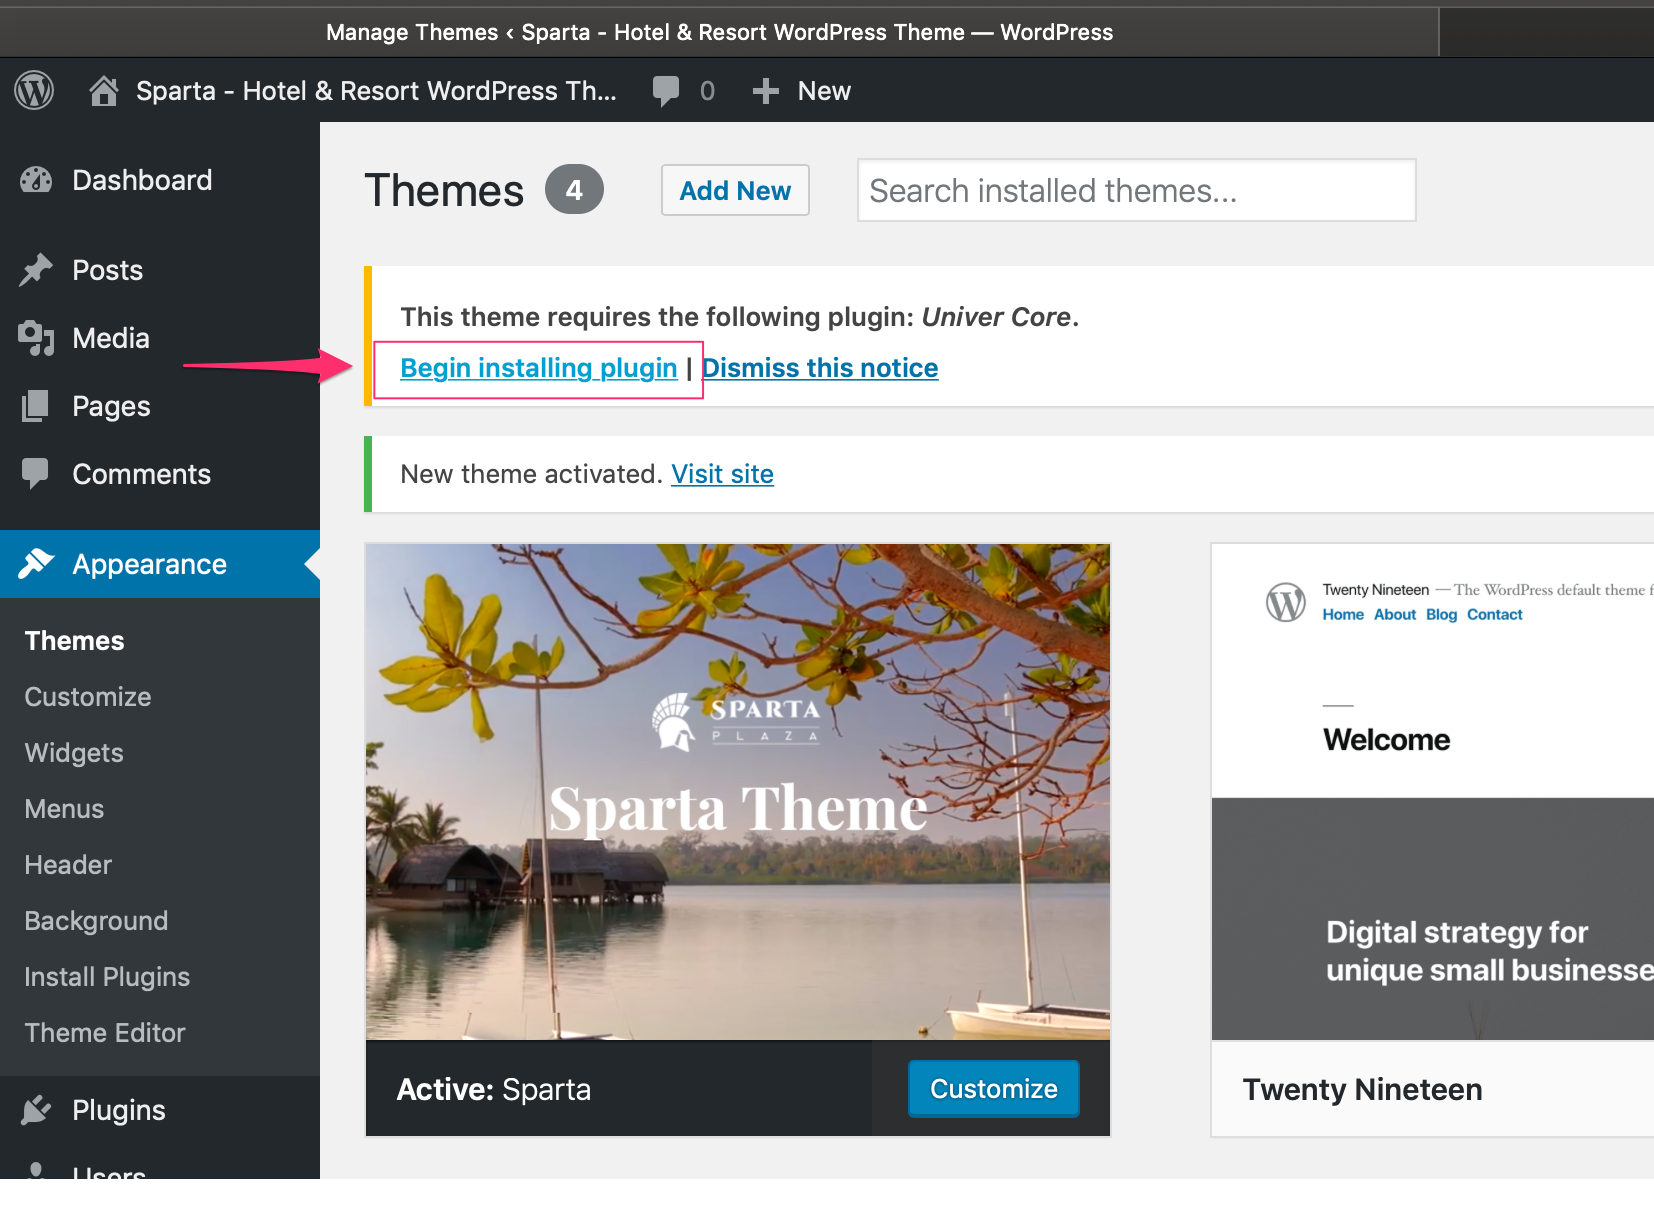 Manage Themes ‹ Sparta - Hotel & Resort WordPress Theme — WordPress
Sparta - Hotel & Resort WordPress Th... 0 New
Dashboard
Posts
Media
Pages
Comments
Appearance
Themes
Customize
Widgets
Menus
Header
Background
Install Plugins
Theme Editor
Plugins
Users
Themes 4 Add New Search installed themes...
This theme requires the following plugin: Univer Core.
Begin installing plugin | Dismiss this notice
New theme activated. Visit site
SPARTA
PLAZA
Sparta Theme
Active: Sparta Customize
Twenty Nineteen — The WordPress default theme f
Home About Blog Contact
Welcome
Digital strategy for
unique small businesse
Twenty Nineteen